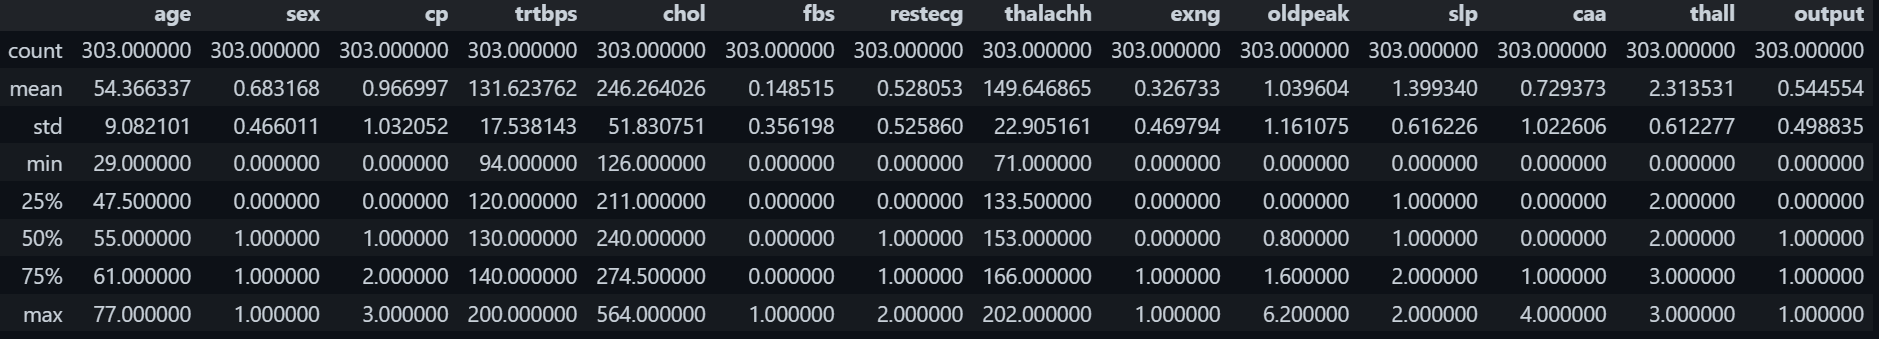 age sex cp trtbps chol fbs restecg thalachh exng oldpeak slp caa thall output
count 303.000000 303.000000 303.000000 303.000000 303.000000 303.000000 303.000000 303.000000 303.000000 303.000000 303.000000 303.000000 303.000000 303.000000
mean 54.366337 0.683168 0.966997 131.623762 246.264026 0.148515 0.528053 149.646865 0.326733 1.039604 1.399340 0.729373 2.313531 0.544554
std 9.082101 0.466011 1.032052 17.538143 51.830751 0.356198 0.525860 22.905161 0.469794 1.161075 0.616226 1.022606 0.612277 0.498835
min 29.000000 0.000000 0.000000 94.000000 126.000000 0.000000 0.000000 71.000000 0.000000 0.000000 0.000000 0.000000 0.000000 0.000000
25% 47.500000 0.000000 0.000000 120.000000 211.000000 0.000000 0.000000 133.500000 0.000000 0.000000 1.000000 0.000000 2.000000 0.000000
50% 55.000000 1.000000 1.000000 130.000000 240.000000 0.000000 1.000000 153.000000 0.000000 0.800000 1.000000 0.000000 2.000000 1.000000
75% 61.000000 1.000000 2.000000 140.000000 274.500000 0.000000 1.000000 166.000000 1.000000 1.600000 2.000000 1.000000 3.000000 1.000000
max 77.000000 1.000000 3.000000 200.000000 564.000000 1.000000 2.000000 202.000000 1.000000 6.200000 2.000000 4.000000 3.000000 1.000000